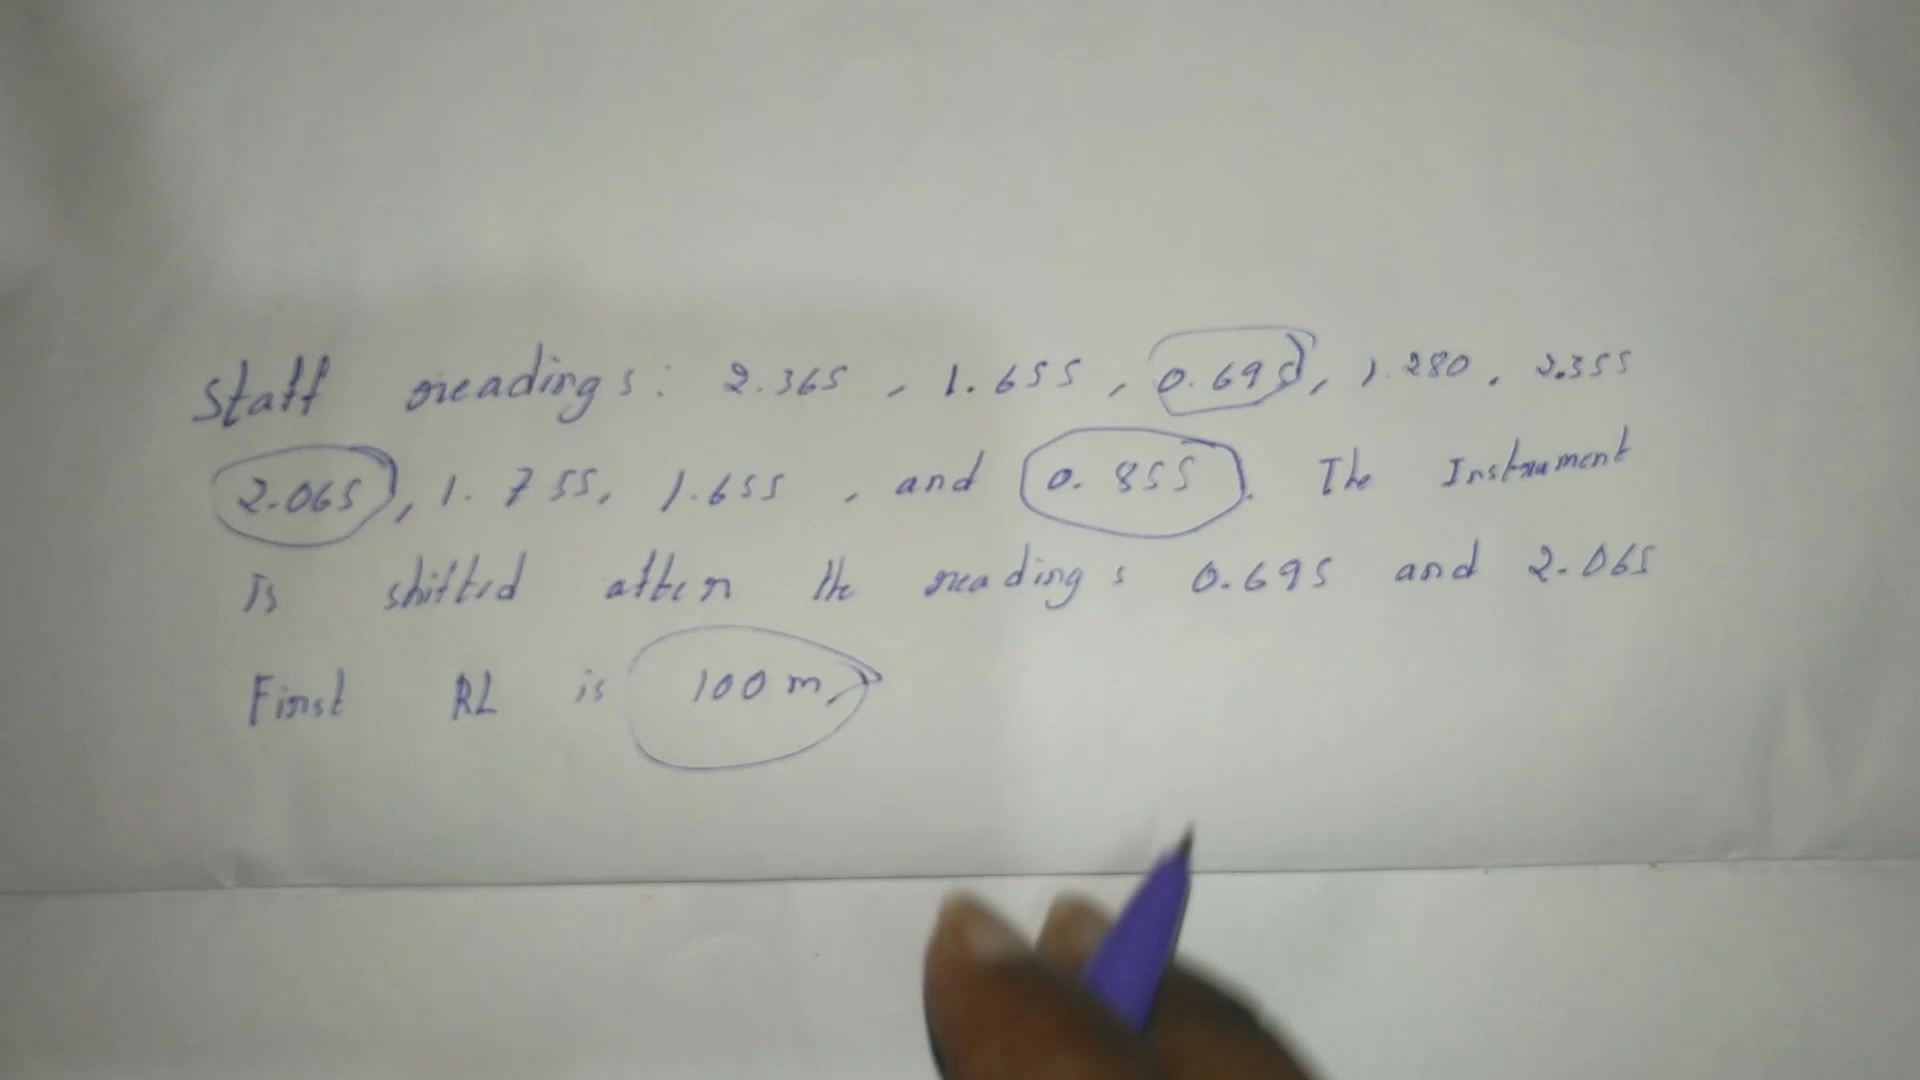 Staff readings: 2.365, 1.655, 0.695, 1.280, 2.355
2.065, 1.755, 1.655, and 0.855. The Instrument
is shifted after the readings 0.695 and 2.065
First RL is 100m,